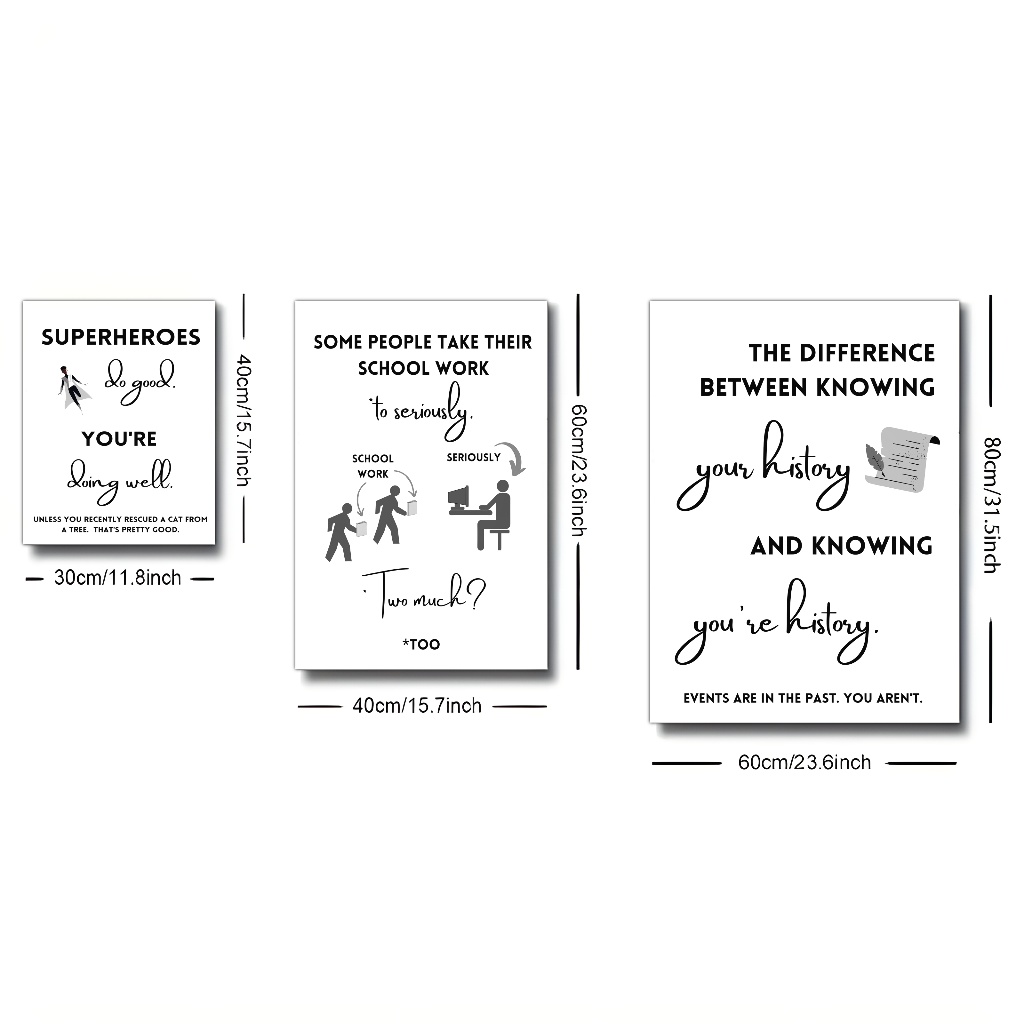 SUPERHEROES
do good.
YOU'RE
doing well.
UNLESS YOU RECENTLY RESCUED A CAT FROM
A TREE. THAT'S PRETTY GOOD.
40cm/15.7inch
30cm/11.8inch
SOME PEOPLE TAKE THEIR
SCHOOL WORK
*to seriously.
SCHOOL
WORK
SERIOUSLY
*Two much?
*TOO
60cm/23.6inch
40cm/15.7inch
THE DIFFERENCE
BETWEEN KNOWING
your history
AND KNOWING
you're history.
EVENTS ARE IN THE PAST. YOU AREN'T.
80cm/31.5inch
60cm/23.6inch